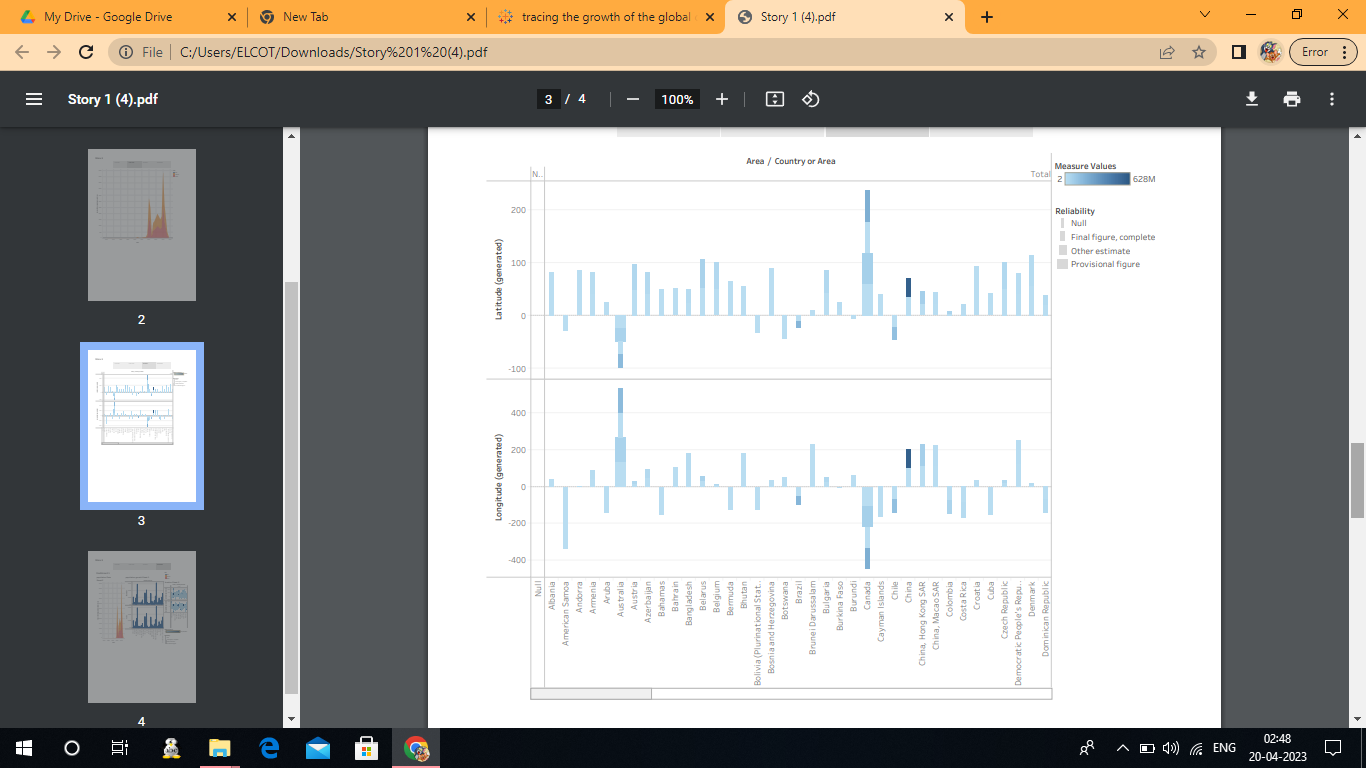 My Drive - Google Drive
New Tab
tracing the growth of the global
Story 1 (4).pdf
File
C:/Users/ELCOT/Downloads/Story%201%20(4).pdf
Error
Story 1 (4).pdf
3 / 4
100%
2
3
4
Area / Country or Area
N..
Total
Latitude (generated)
200
100
0
-100
Longitude (generated)
400
200
0
-200
-400
Null
Albania
American Samoa
Andorra
Armenia
Aruba
Australia
Austria
Azerbaijan
Bahamas
Bahrain
Bangladesh
Belarus
Belgium
Bermuda
Bhutan
Bolivia (Plurinational Stat..
Bosnia and Herzegovina
Botswana
Brazil
Brunei Darussalam
Bulgaria
Burkina Faso
Burundi
Canada
Cayman Islands
Chile
China
China, Hong Kong SAR
China, Macao SAR
Colombia
Costa Rica
Croatia
Cuba
Czech Republic
Democratic People's Repu..
Denmark
Dominican Republic
Measure Values
2
628M
Reliability
Null
Final figure, complete
Other estimate
Provisional figure
ENG
02:48
20-04-2023